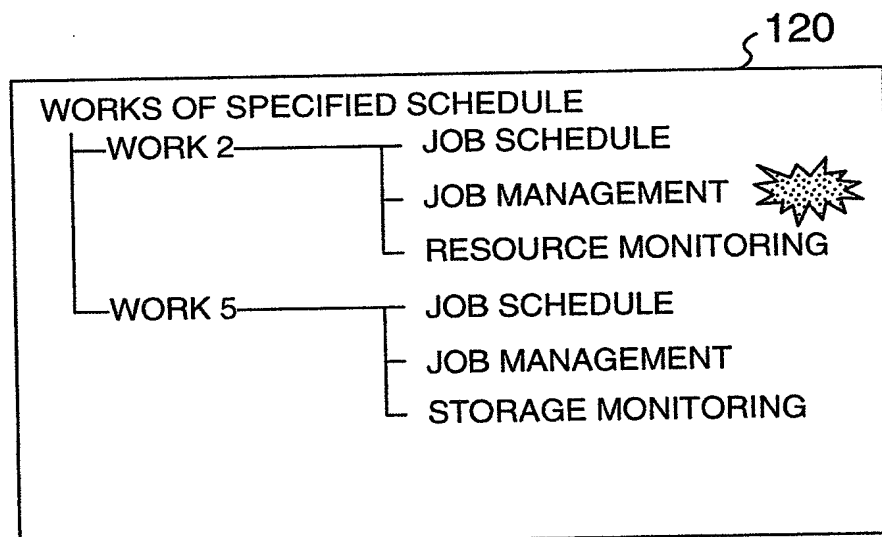 120
WORKS OF SPECIFIED SCHEDULE
WORK 2 JOB SCHEDULE
JOB MANAGEMENT
RESOURCE MONITORING
WORK 5 JOB SCHEDULE
JOB MANAGEMENT
STORAGE MONITORING